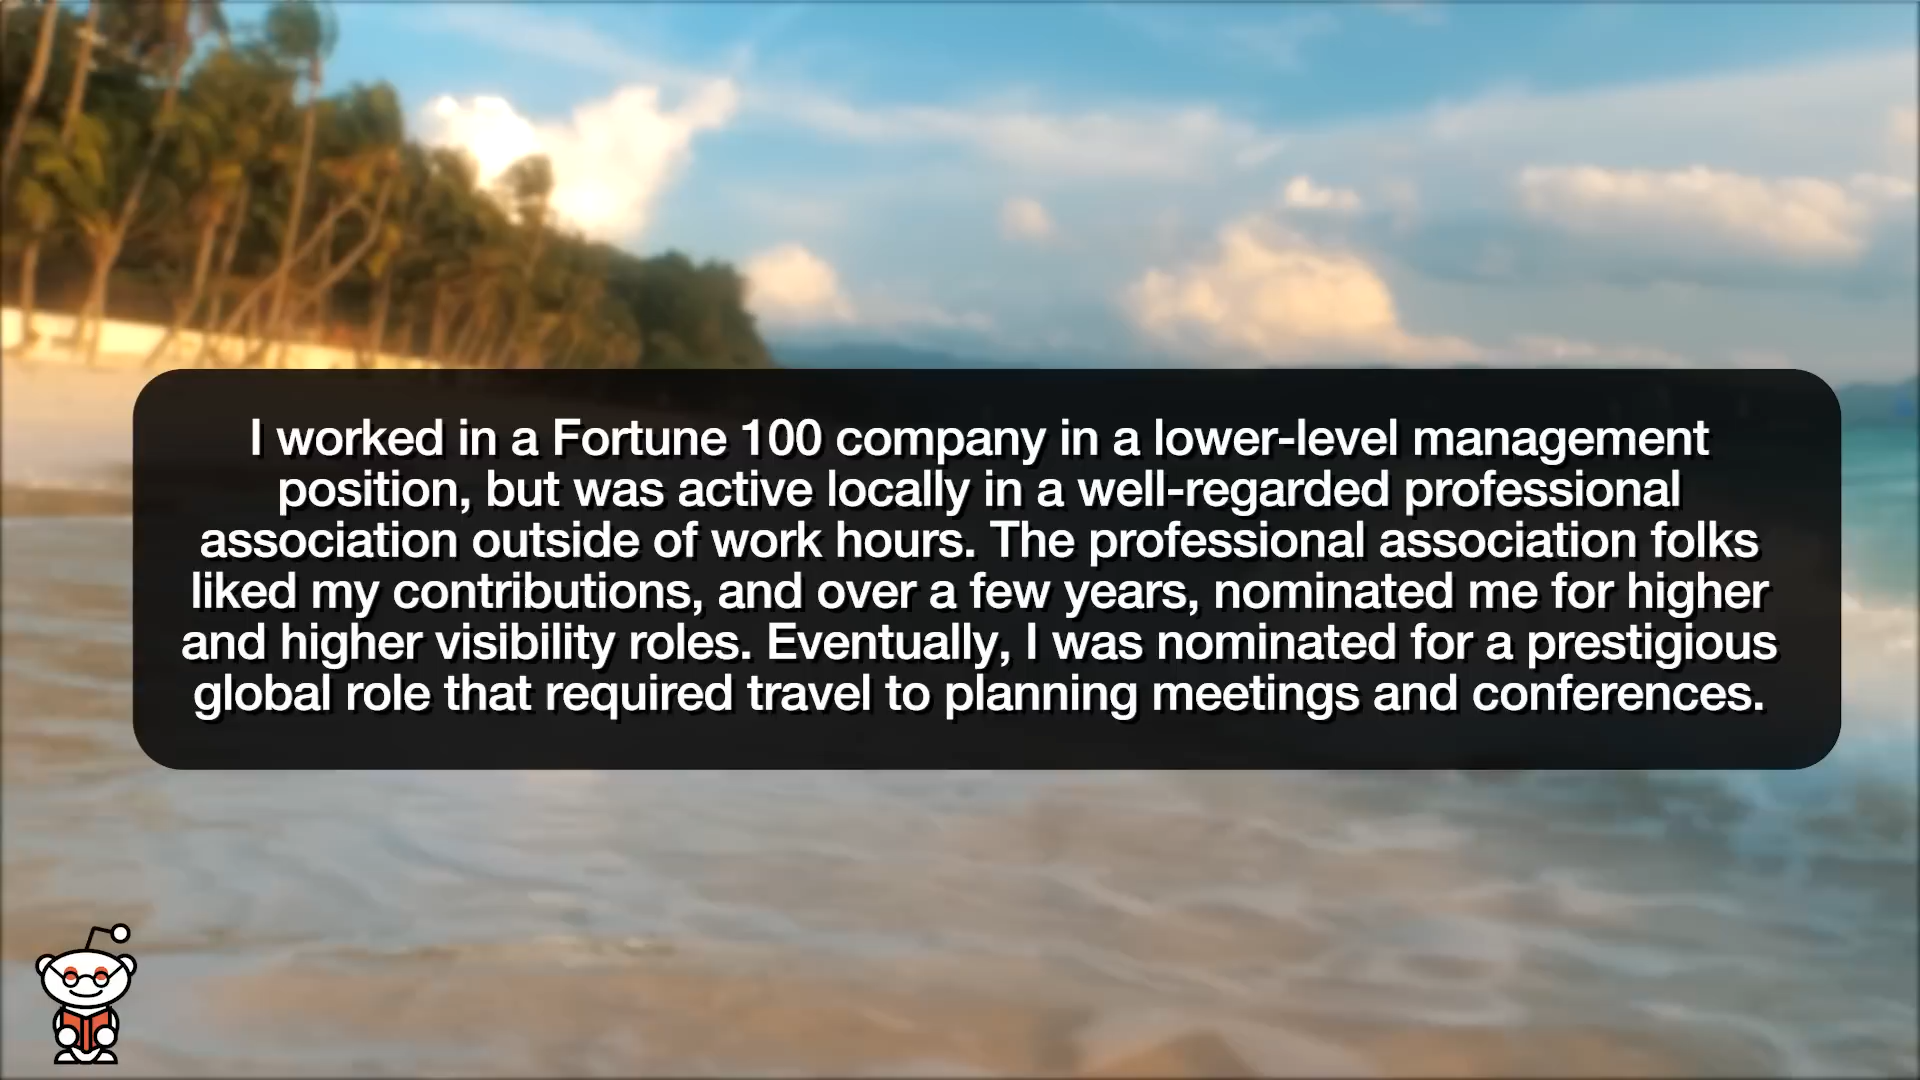 I worked in a Fortune 100 company in a lower-level management
position, but was active locally in a well-regarded professional
association outside of work hours. The professional association folks
liked my contributions, and over a few years, nominated me for higher
and higher visibility roles. Eventually, I was nominated for a prestigious
global role that required travel to planning meetings and conferences.